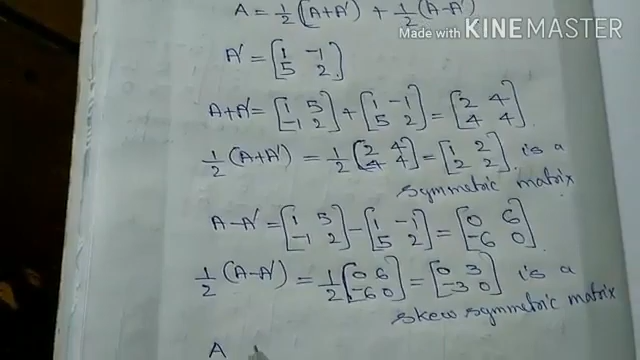 A = 1/2 (A+A') + 1/2 (A-A')
Made with KINEMASTER
A' = [1 -1
5 2]
A+A' = [1 5
-1 2] + [1 -1
5 2] = [2 4
4 4].
1/2 (A+A') = 1/2 [2 4
4 4] = [1 2
2 2]. is a
symmetric matrix
A-A' = [1 5
-1 2] - [1 -1
5 2] = [0 6
-6 0].
1/2 (A-A') = 1/2 [0 6
-6 0] = [0 3
-3 0] is a
skew symmetric matrix
A